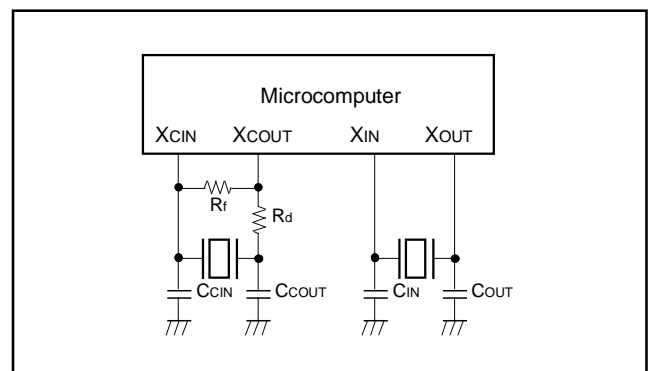 Microcomputer
XCIN XCOUT XIN XOUT
Rf
Rd
CCIN CCOUT CIN COUT